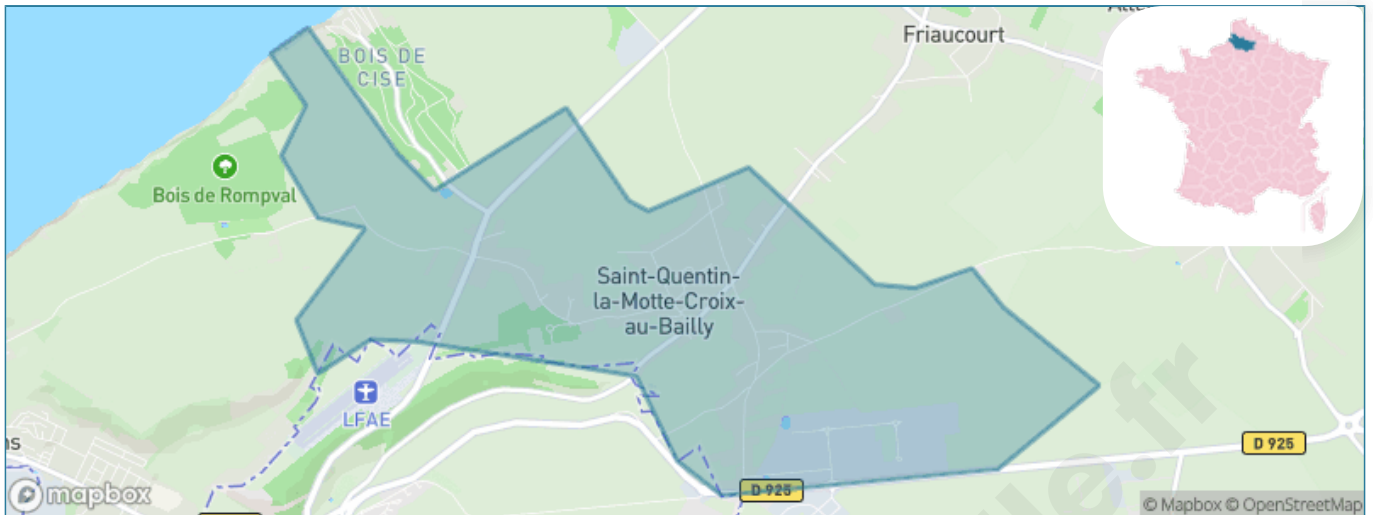 BOIS DE
CISE
Friaucourt
Bois de Rompval
Saint-Quentin-
la-Motte-Croix-
au-Bailly
LFAE
D 925
D 925
mapbox
© Mapbox © OpenStreetMap